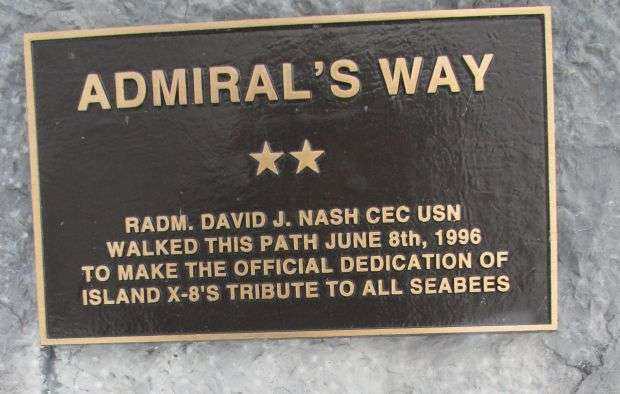 ADMIRAL'S WAY
RADM. DAVID J. NASH CEC USN
WALKED THIS PATH JUNE 8th, 1996
TO MAKE THE OFFICIAL DEDICATION OF
ISLAND X-8'S TRIBUTE TO ALL SEABEES